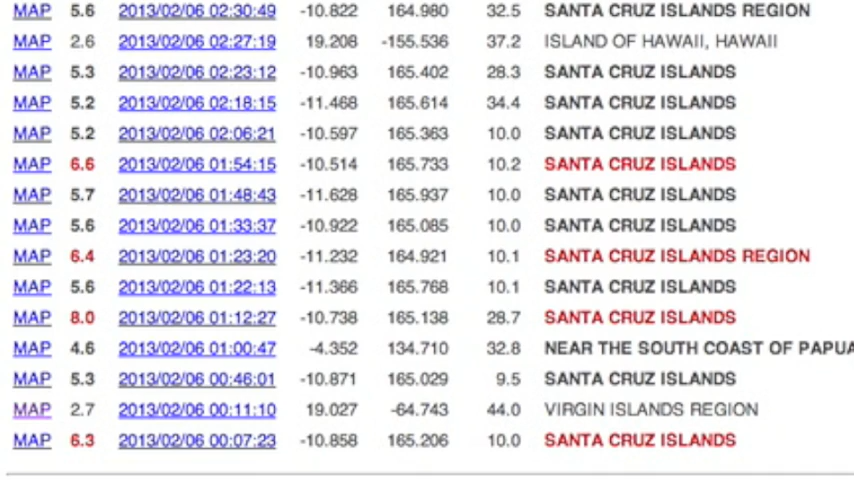 MAP 5.6 2013/02/06 02:30:49 -10.822 164.980 32.5 SANTA CRUZ ISLANDS REGION
MAP 2.6 2013/02/06 02:27:19 19.208 -155.536 37.2 ISLAND OF HAWAII, HAWAII
MAP 5.3 2013/02/06 02:23:12 -10.963 165.402 28.3 SANTA CRUZ ISLANDS
MAP 5.2 2013/02/06 02:18:15 -11.468 165.614 34.4 SANTA CRUZ ISLANDS
MAP 5.2 2013/02/06 02:06:21 -10.597 165.363 10.0 SANTA CRUZ ISLANDS
MAP 6.6 2013/02/06 01:54:15 -10.514 165.733 10.2 SANTA CRUZ ISLANDS
MAP 5.7 2013/02/06 01:48:43 -11.628 165.937 10.0 SANTA CRUZ ISLANDS
MAP 5.6 2013/02/06 01:33:37 -10.922 165.085 10.0 SANTA CRUZ ISLANDS
MAP 6.4 2013/02/06 01:23:20 -11.232 164.921 10.1 SANTA CRUZ ISLANDS REGION
MAP 5.6 2013/02/06 01:22:13 -11.366 165.768 10.1 SANTA CRUZ ISLANDS
MAP 8.0 2013/02/06 01:12:27 -10.738 165.138 28.7 SANTA CRUZ ISLANDS
MAP 4.6 2013/02/06 01:00:47 -4.352 134.710 32.8 NEAR THE SOUTH COAST OF PAPUA
MAP 5.3 2013/02/06 00:46:01 -10.871 165.029 9.5 SANTA CRUZ ISLANDS
MAP 2.7 2013/02/06 00:11:10 19.027 -64.743 44.0 VIRGIN ISLANDS REGION
MAP 6.3 2013/02/06 00:07:23 -10.858 165.206 10.0 SANTA CRUZ ISLANDS